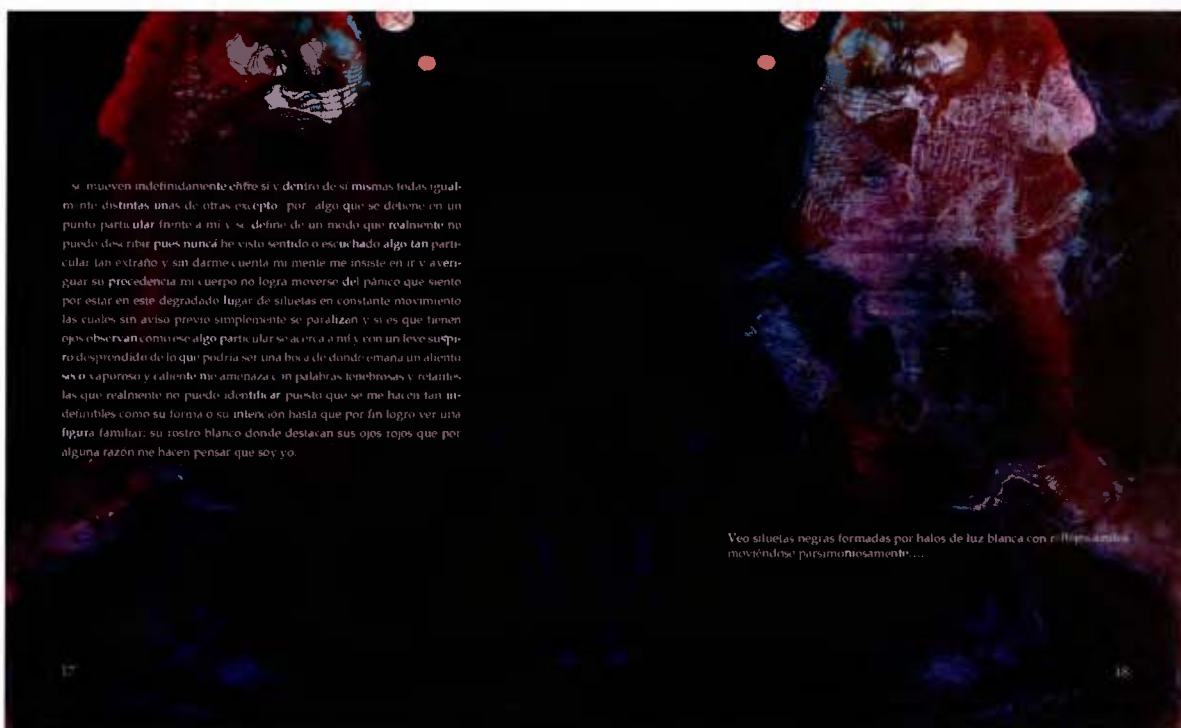 se mueven indefinidamente entre sí y dentro de sí mismas todas igual-
mente distintas unas de otras excepto por algo que se detiene en un
punto particular frente a mi y se define de un modo que realmente no
puedo describir pues nunca he visto sentido o escuchado algo tan parti-
cular tan extraño y sin darme cuenta mi mente me insiste en ir y averi-
guar su procedencia mi cuerpo no logra moverse del pánico que siento
por estar en este degradado lugar de siluetas en constante movimiento
las cuales sin aviso previo simplemente se paralizan y si es que tienen
ojos observan como ese algo particular se acerca a mí y con un leve suspi-
ro desprendido de lo que podría ser una boca de donde emana un aliento
seco vaporoso y caliente me amenaza con palabras tenebrosas y retantes
las que realmente no puedo identificar puesto que se me hacen tan in-
definibles como su forma o su intención hasta que por fin logro ver una
figura familiar: su rostro blanco donde destacan sus ojos rojos que por
alguna razón me hacen pensar que soy yo.
Veo siluetas negras formadas por halos de luz blanca con
moviéndose parsimoniosamente....
17
18